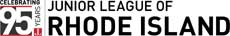 CELEBRATING
95 YEARS
JUNIOR LEAGUE OF
RHODE ISLAND